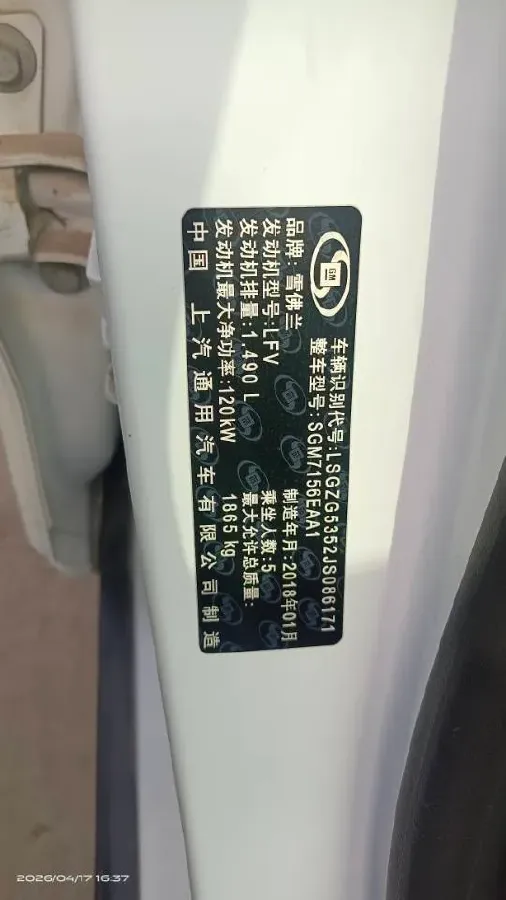 GM
车辆识别代号:LSGZG5352JS086171
整车型号:SGM7156EAA1
品牌:雪佛兰 制造年月:2018年01月
发动机型号:LFV 乘坐人数:5
发动机排量:1.490 L 最大允许总质量:
发动机最大净功率:120kW 1865 kg
中国 上汽通用汽车有限公司制造
2026/04/17 16:37